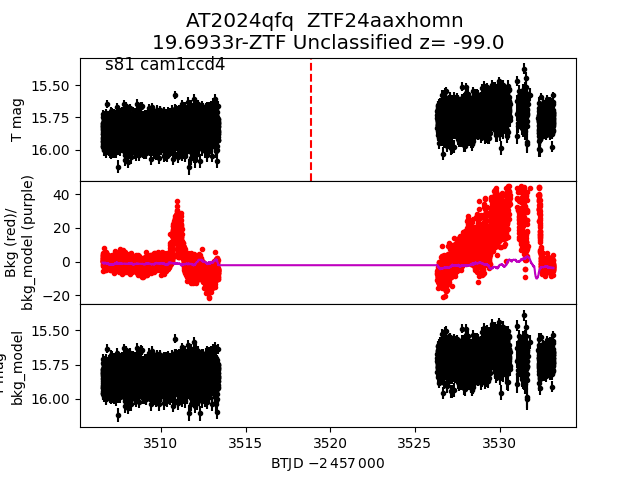 AT2024qfq  ZTF24aaxhomn
19.6933r-ZTF Unclassified z= -99.0
s81 cam1ccd4
T mag
15.50
15.75
16.00
Bkg (red)/
bkg_model (purple)
40
20
0
−20
bkg_model
15.50
15.75
16.00
3510
3515
3520
3525
3530
BTJD −2 457 000